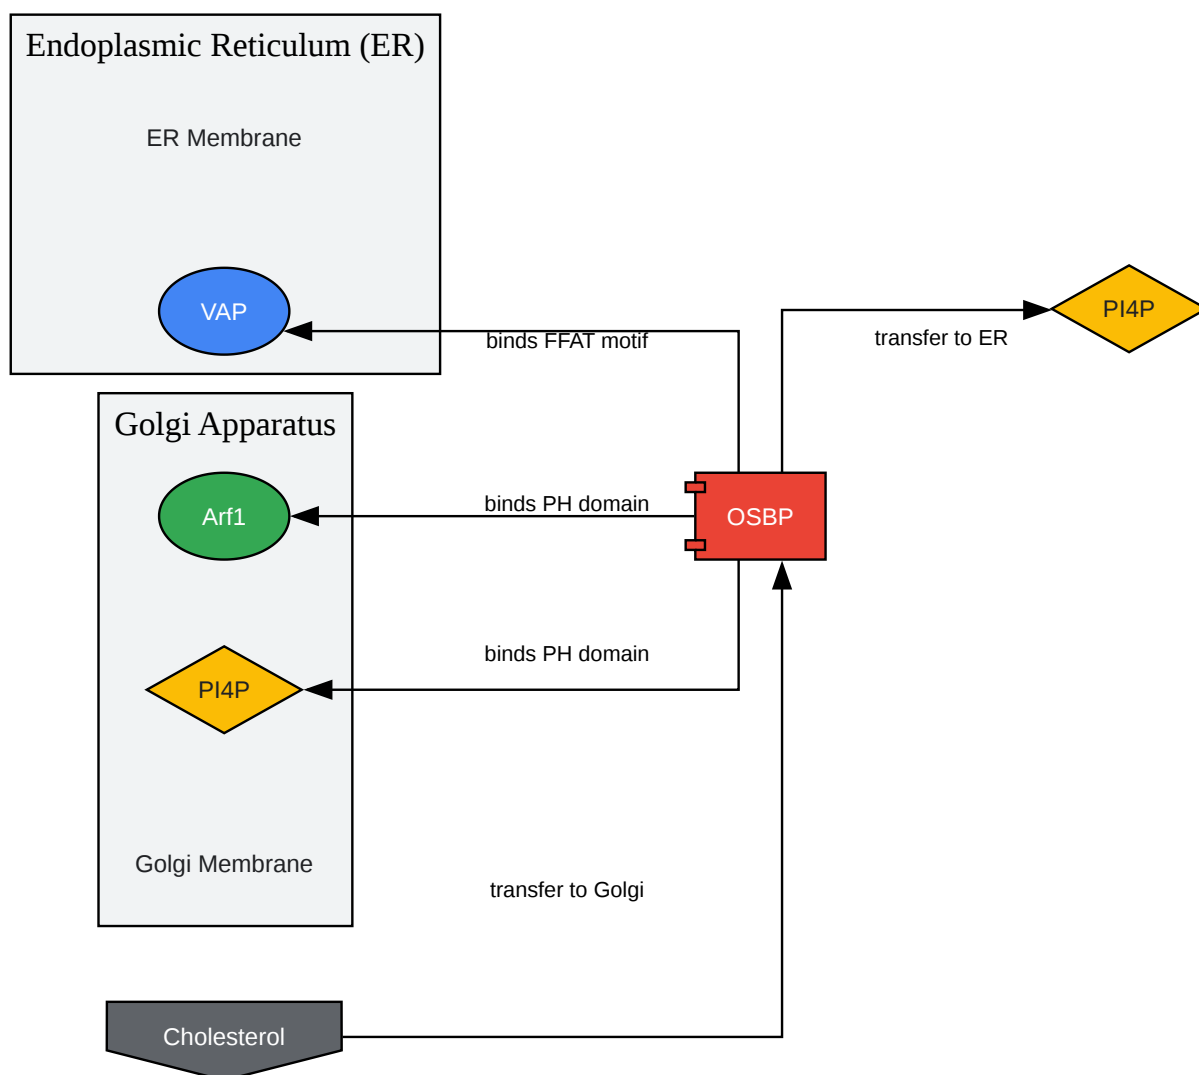 Endoplasmic Reticulum (ER)
ER Membrane
VAP
binds FFAT motif
transfer to ER
PI4P
Golgi Apparatus
Arf1
binds PH domain
OSBP
binds PH domain
PI4P
Golgi Membrane
transfer to Golgi
Cholesterol